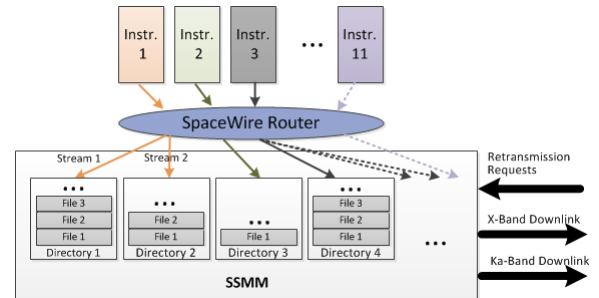 Instr.
1
Instr.
2
Instr.
3
...
Instr.
11
SpaceWire Router
Stream 1
Stream 2
...
File 3
File 2
File 1
Directory 1
...
File 2
File 1
Directory 2
...
File 1
Directory 3
...
File 3
File 2
File 1
Directory 4
...
SSMM
Retransmission
Requests
X-Band Downlink
Ka-Band Downlink